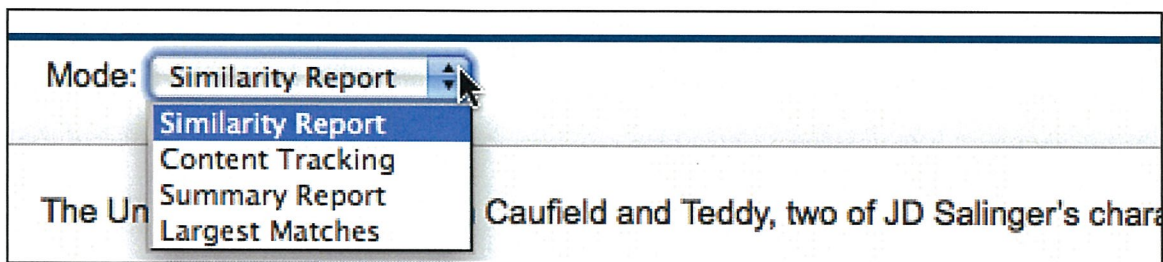 Mode: Similarity Report
Similarity Report
Content Tracking
Summary Report
Largest Matches
The Un Caufield and Teddy, two of JD Salinger's chara